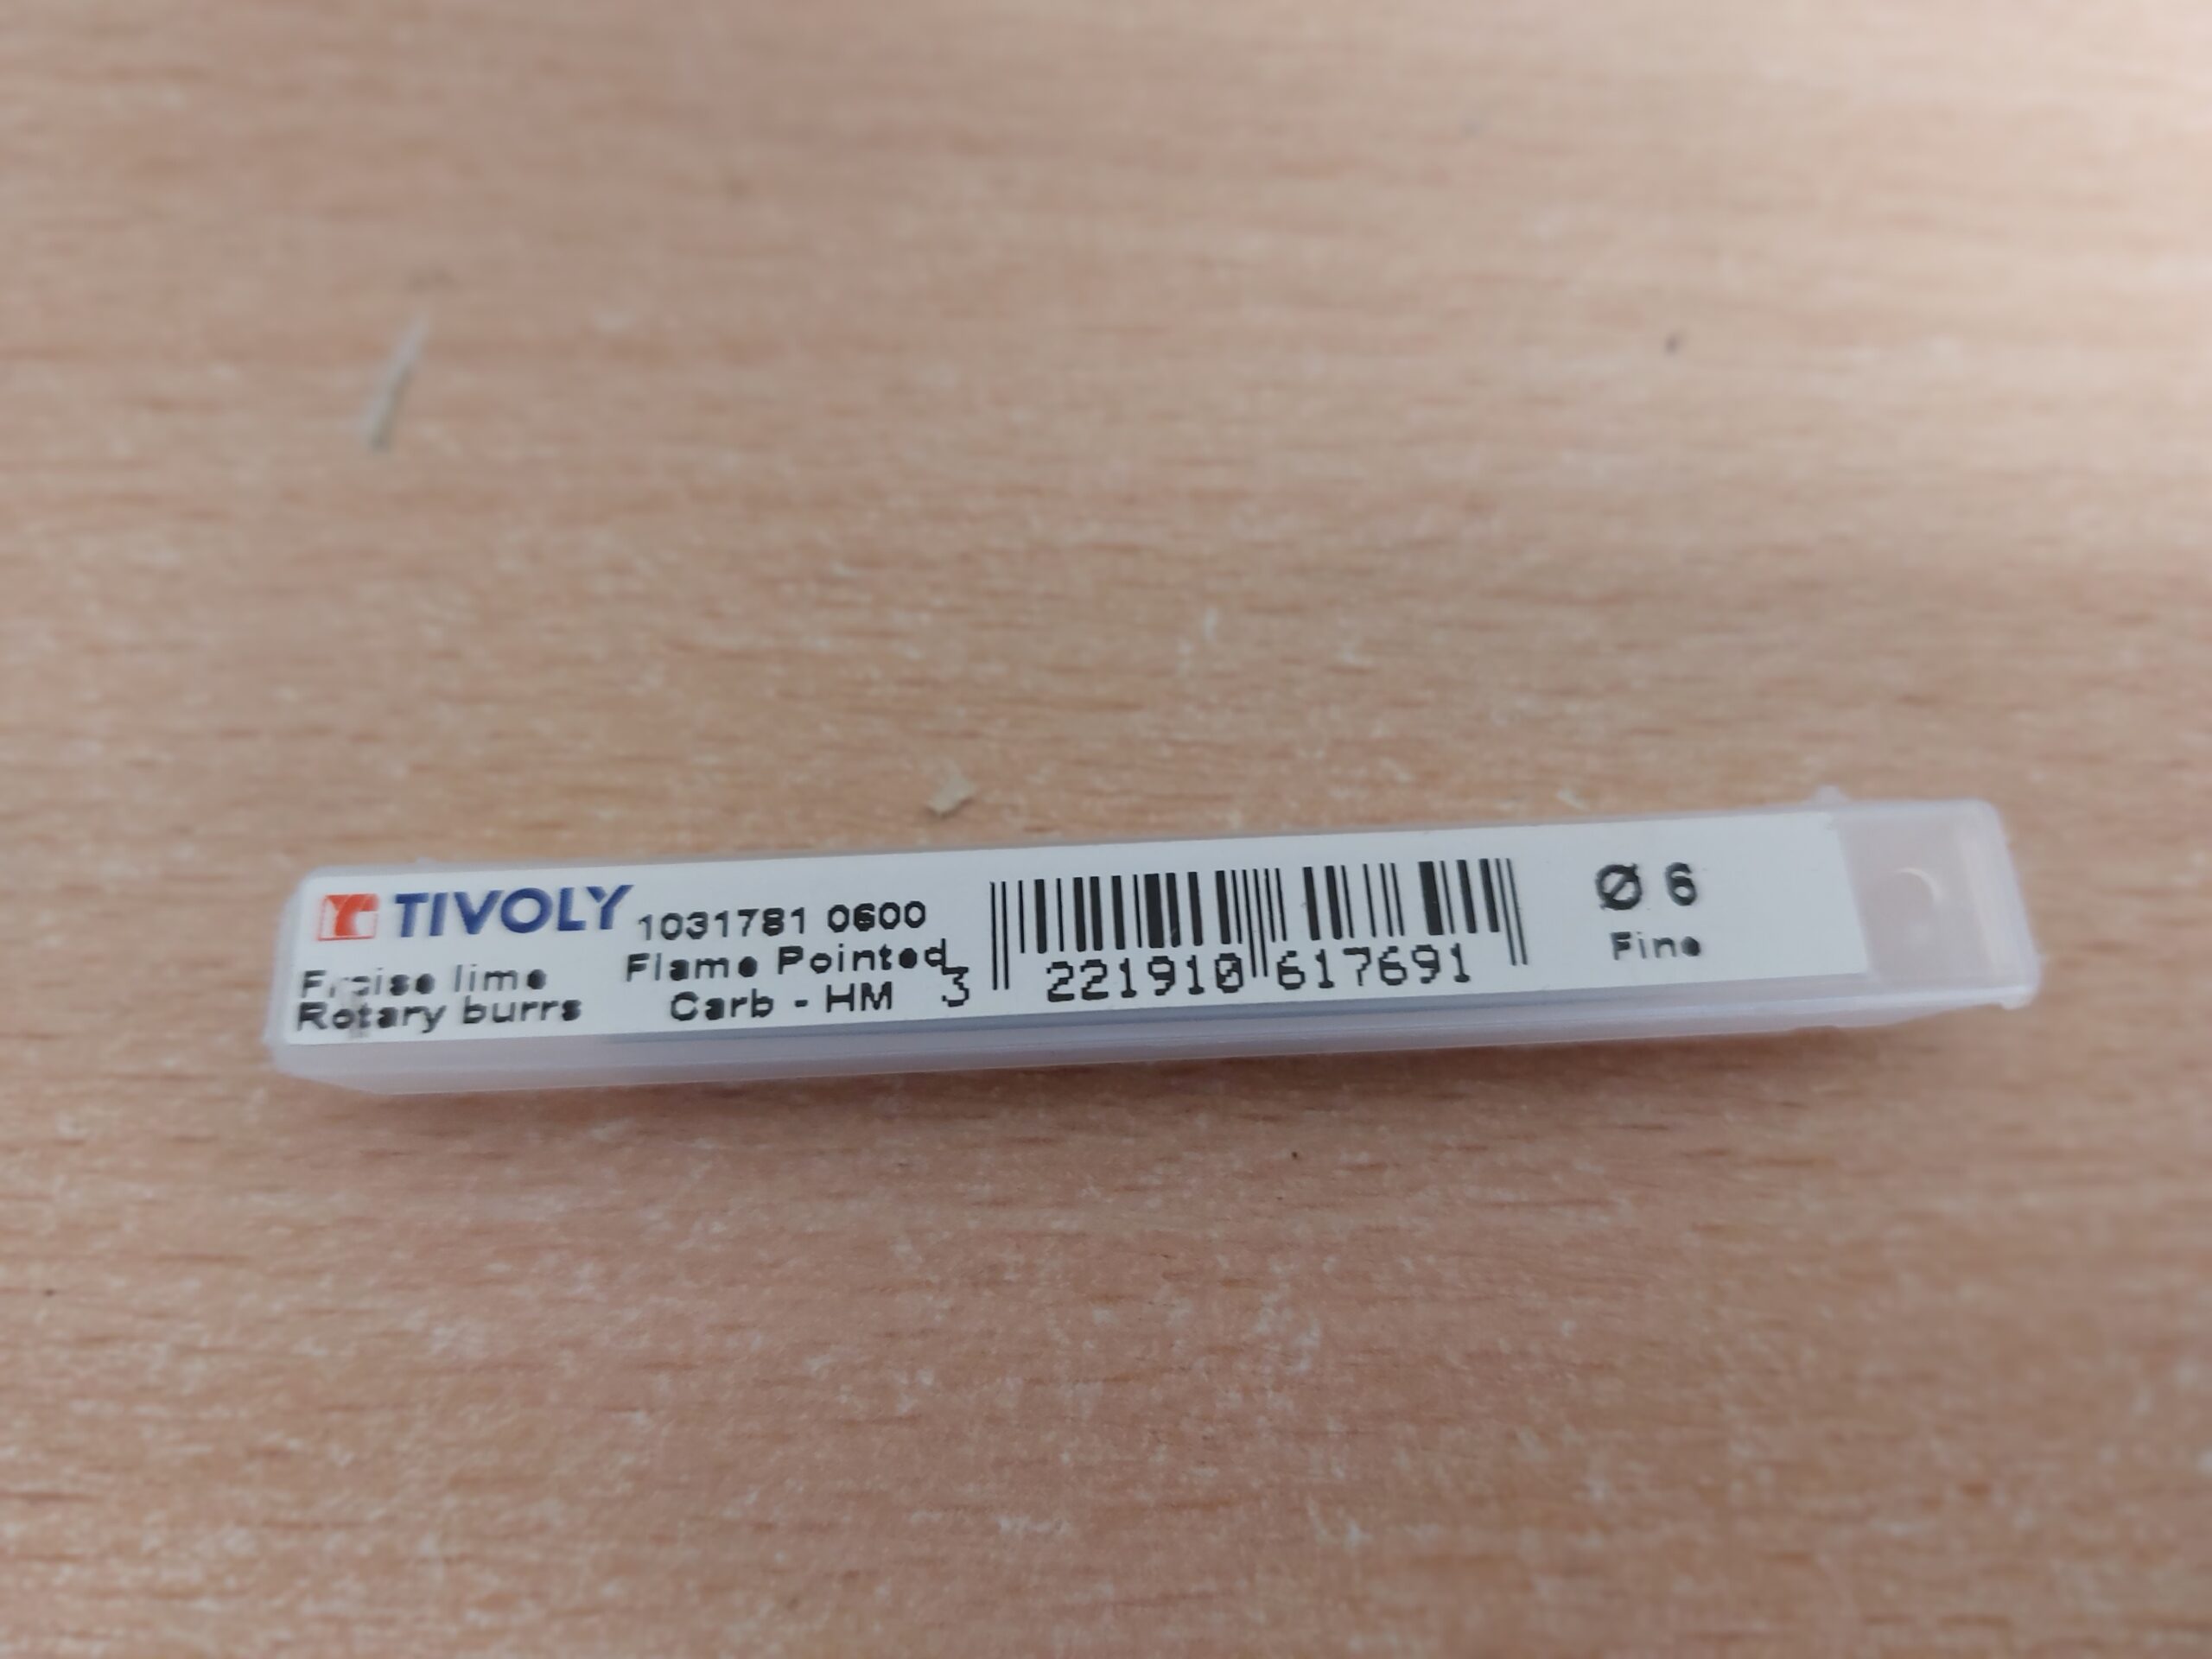 TIVOLY
1031781 0600
Fraise lime
Rotary burrs
Flame Pointed
Carb - HM
3 221910 617691
Ø 6
Fine